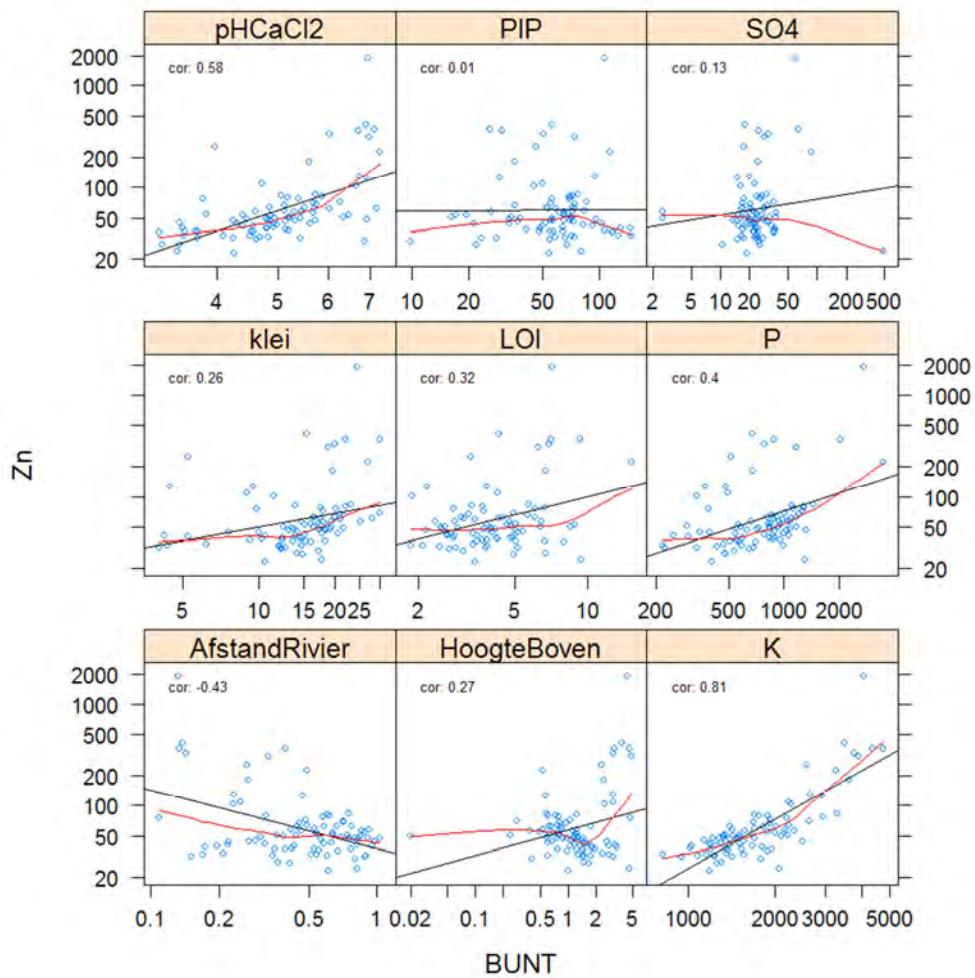 pHCaCl2 PIP SO4
cor: 0.58 cor: 0.01 cor: 0.13
2000
1000
500
200
100
50
20
4 5 6 7 10 20 50 100 2 5 10 20 50 200 500
klei LOI P
cor: 0.26 cor: 0.32 cor: 0.4
2000
1000
500
200
100
50
20
5 10 15 20 25 2 5 10 200 500 1000 2000
AfstandRivier HoogteBoven K
cor: -0.43 cor: 0.27 cor: 0.81
2000
1000
500
200
100
50
20
0.1 0.2 0.5 1 0.02 0.1 0.5 1 2 5 1000 2000 3000 5000
Zn
BUNT